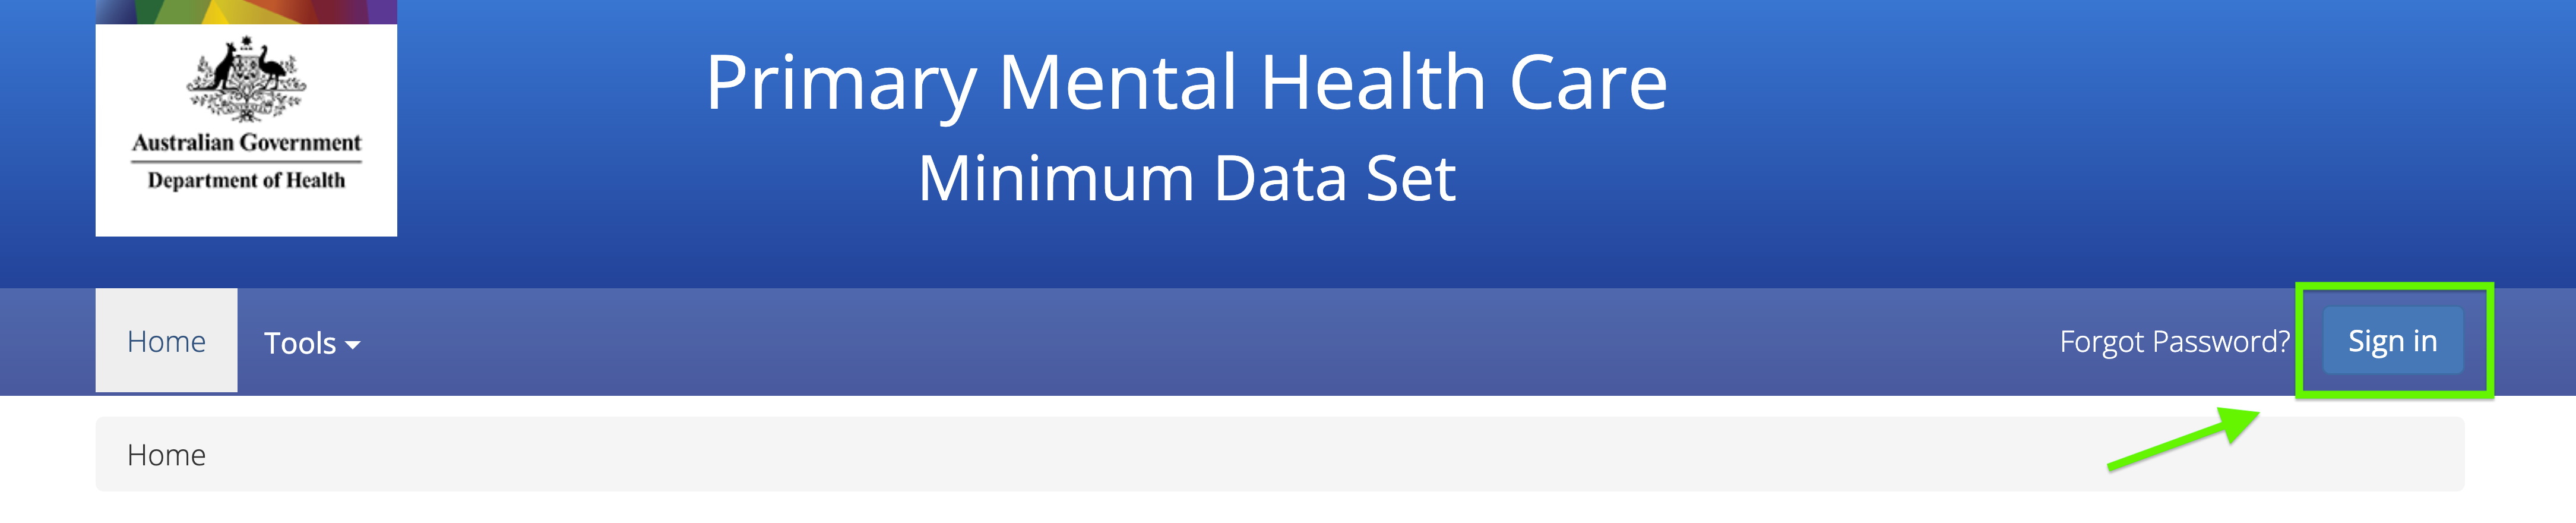 Australian Government
Department of Health
Primary Mental Health Care
Minimum Data Set
Home
Tools
Forgot Password?
Sign in
Home